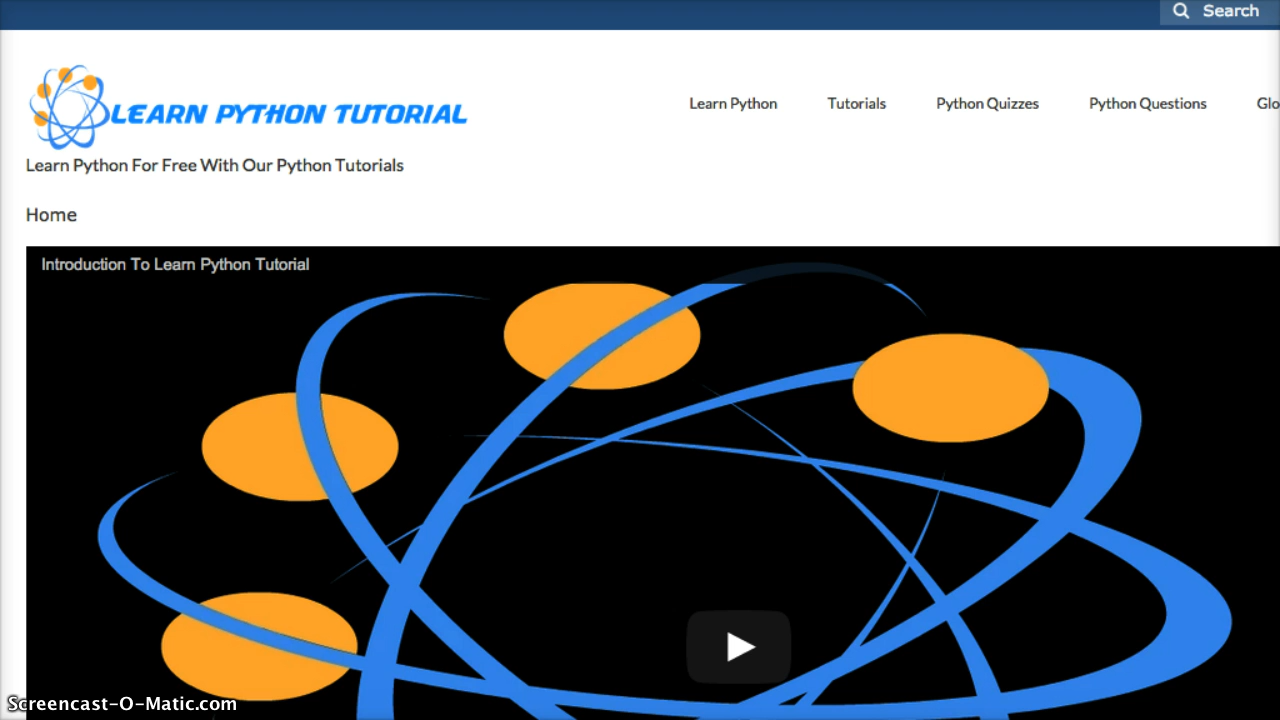 Search
LEARN PYTHON TUTORIAL
Learn Python Tutorials Python Quizzes Python Questions Glo
Learn Python For Free With Our Python Tutorials
Home
Introduction To Learn Python Tutorial
Screencast-O-Matic.com